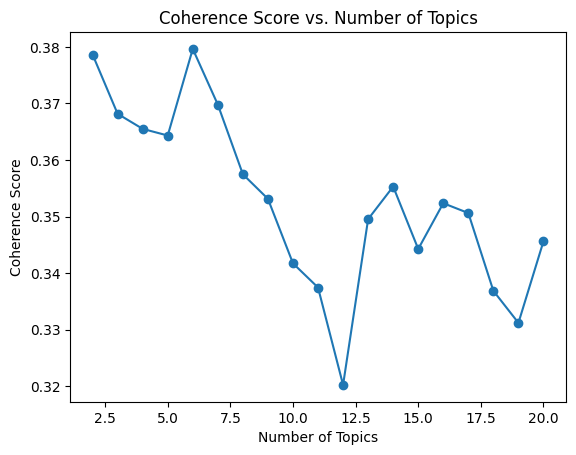 Coherence Score vs. Number of Topics
0.38
0.37
0.36
0.35
0.34
0.33
0.32
Coherence Score
2.5 5.0 7.5 10.0 12.5 15.0 17.5 20.0
Number of Topics